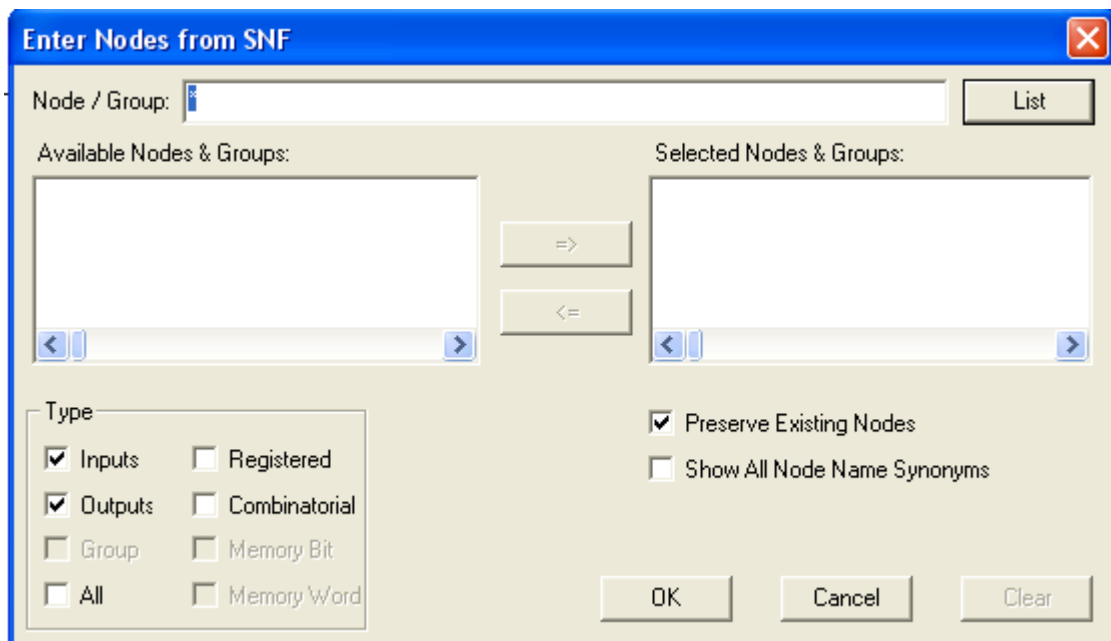 Enter Nodes from SNF
Node / Group: * List
Available Nodes & Groups: Selected Nodes & Groups:
=>
<=
Type
Inputs Registered
Outputs Combinatorial
Group Memory Bit
All Memory Word
Preserve Existing Nodes
Show All Node Name Synonyms
OK Cancel Clear